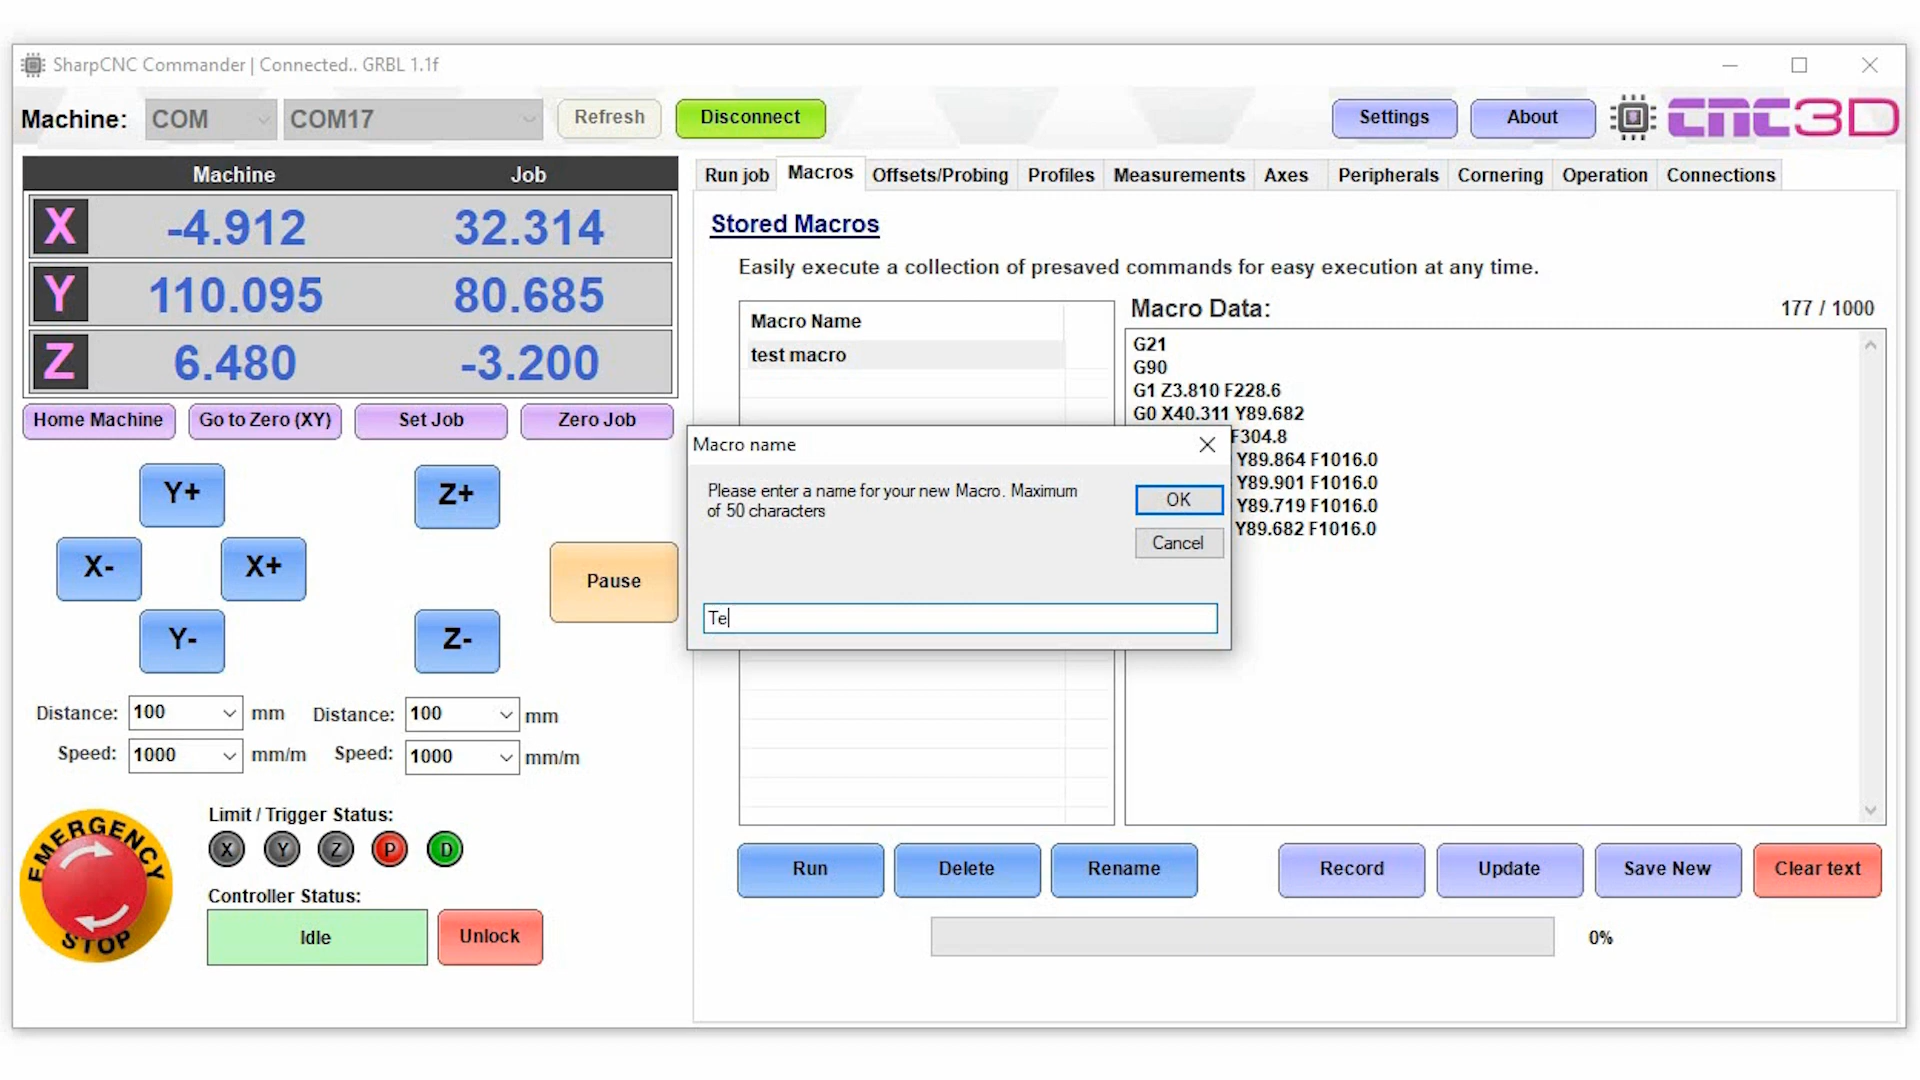 SharpCNC Commander | Connected.. GRBL 1.1f
Machine: COM COM17 Refresh Disconnect Settings About CNC3D
Machine Job
X -4.912 32.314
Y 110.095 80.685
Z 6.480 -3.200
Home Machine Go to Zero (XY) Set Job Zero Job
Y+ Z+
X- X+ Pause
Y- Z-
Distance: 100 mm Distance: 100 mm
Speed: 1000 mm/m Speed: 1000 mm/m
EMERGENCY STOP
Limit / Trigger Status:
X Y Z P D
Controller Status:
Idle Unlock
Run job Macros Offsets/Probing Profiles Measurements Axes Peripherals Cornering Operation Connections
Stored Macros
Easily execute a collection of presaved commands for easy execution at any time.
Macro Name
test macro
Macro Data: 177 / 1000
G21
G90
G1 Z3.810 F228.6
G0 X40.311 Y89.682
F304.8
Y89.864 F1016.0
Y89.901 F1016.0
Y89.719 F1016.0
Y89.682 F1016.0
Macro name
Please enter a name for your new Macro. Maximum
of 50 characters
OK
Cancel
Te
Run Delete Rename Record Update Save New Clear text
0%